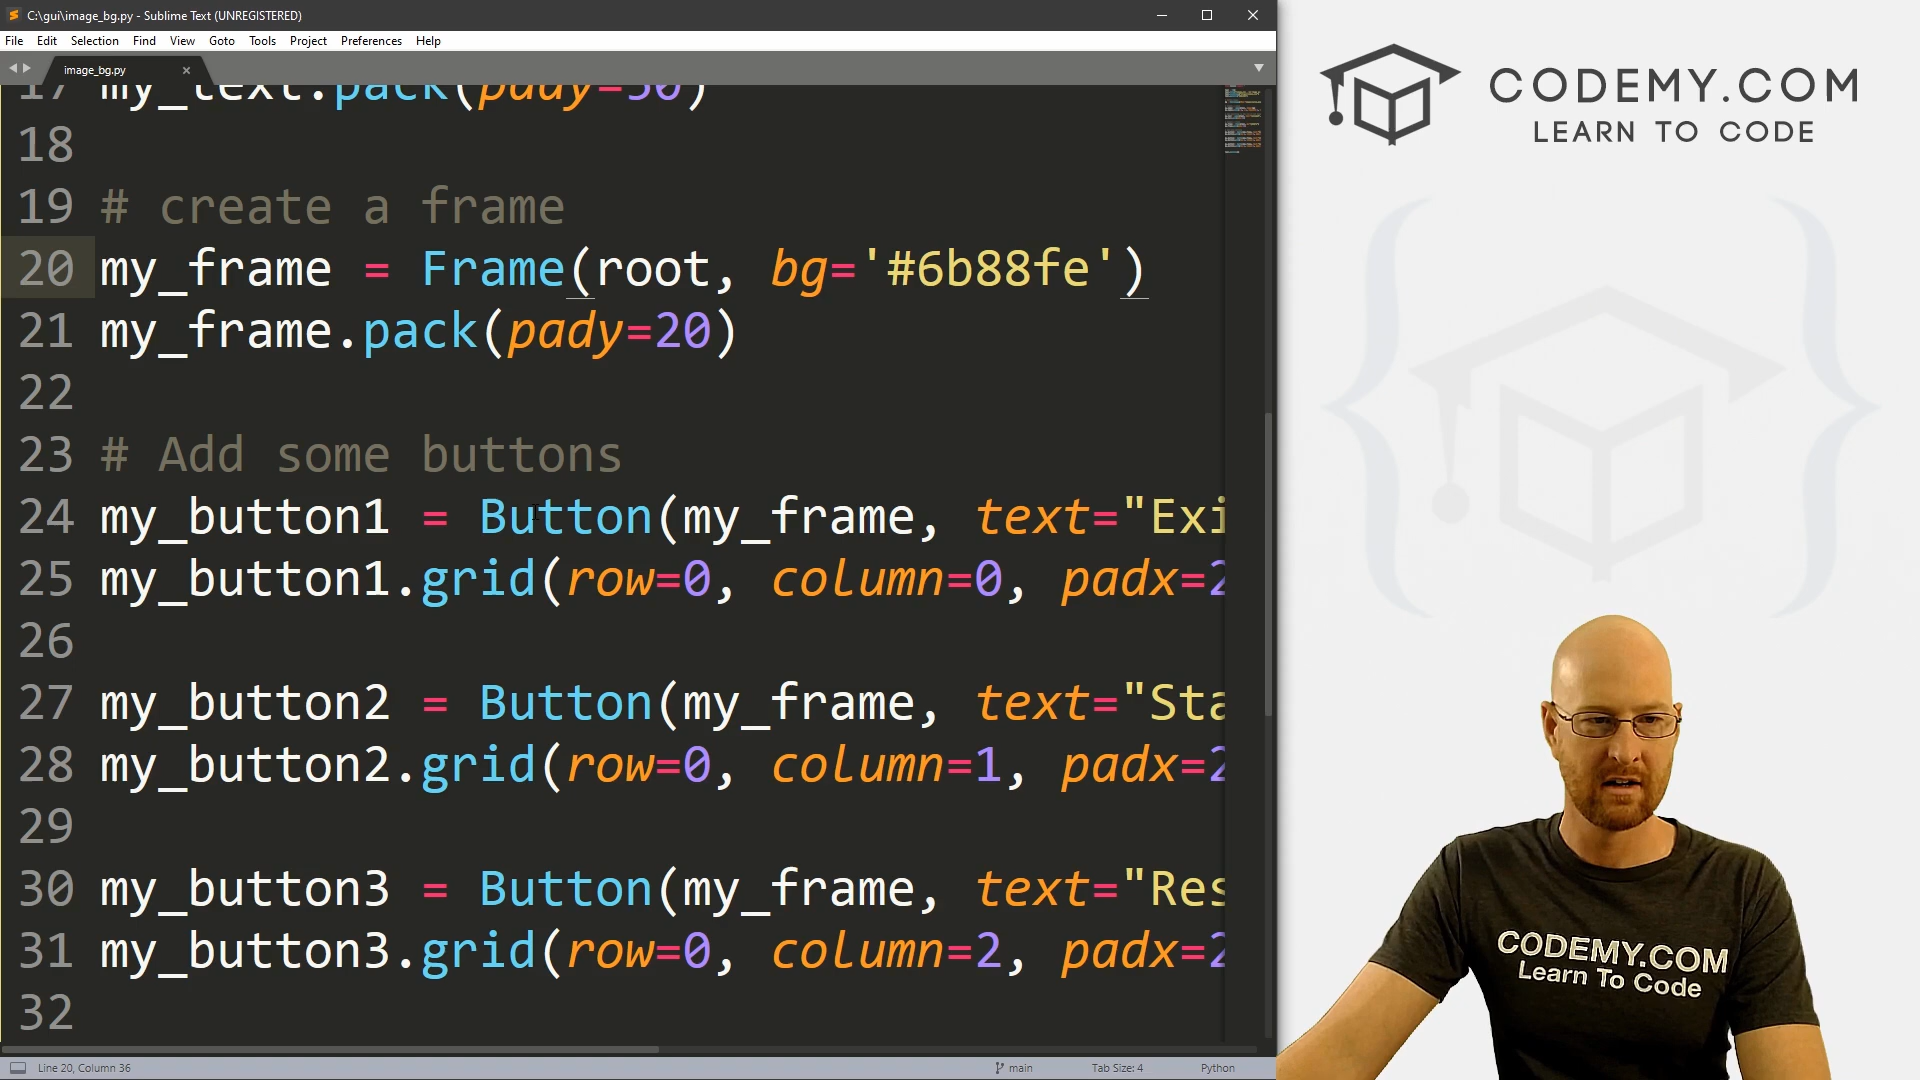 C:\gui\image_bg.py - Sublime Text (UNREGISTERED)
File Edit Selection Find View Goto Tools Project Preferences Help
image_bg.py
17 my_text.pack(pady=50)
18
19 # create a frame
20 my_frame = Frame(root, bg='#6b88fe')
21 my_frame.pack(pady=20)
22
23 # Add some buttons
24 my_button1 = Button(my_frame, text="Exi
25 my_button1.grid(row=0, column=0, padx=2
26
27 my_button2 = Button(my_frame, text="Sta
28 my_button2.grid(row=0, column=1, padx=2
29
30 my_button3 = Button(my_frame, text="Res
31 my_button3.grid(row=0, column=2, padx=2
32
Line 20, Column 36 main Tab Size: 4 Python
CODEMY.COM
LEARN TO CODE
CODEMY.COM
Learn To Code